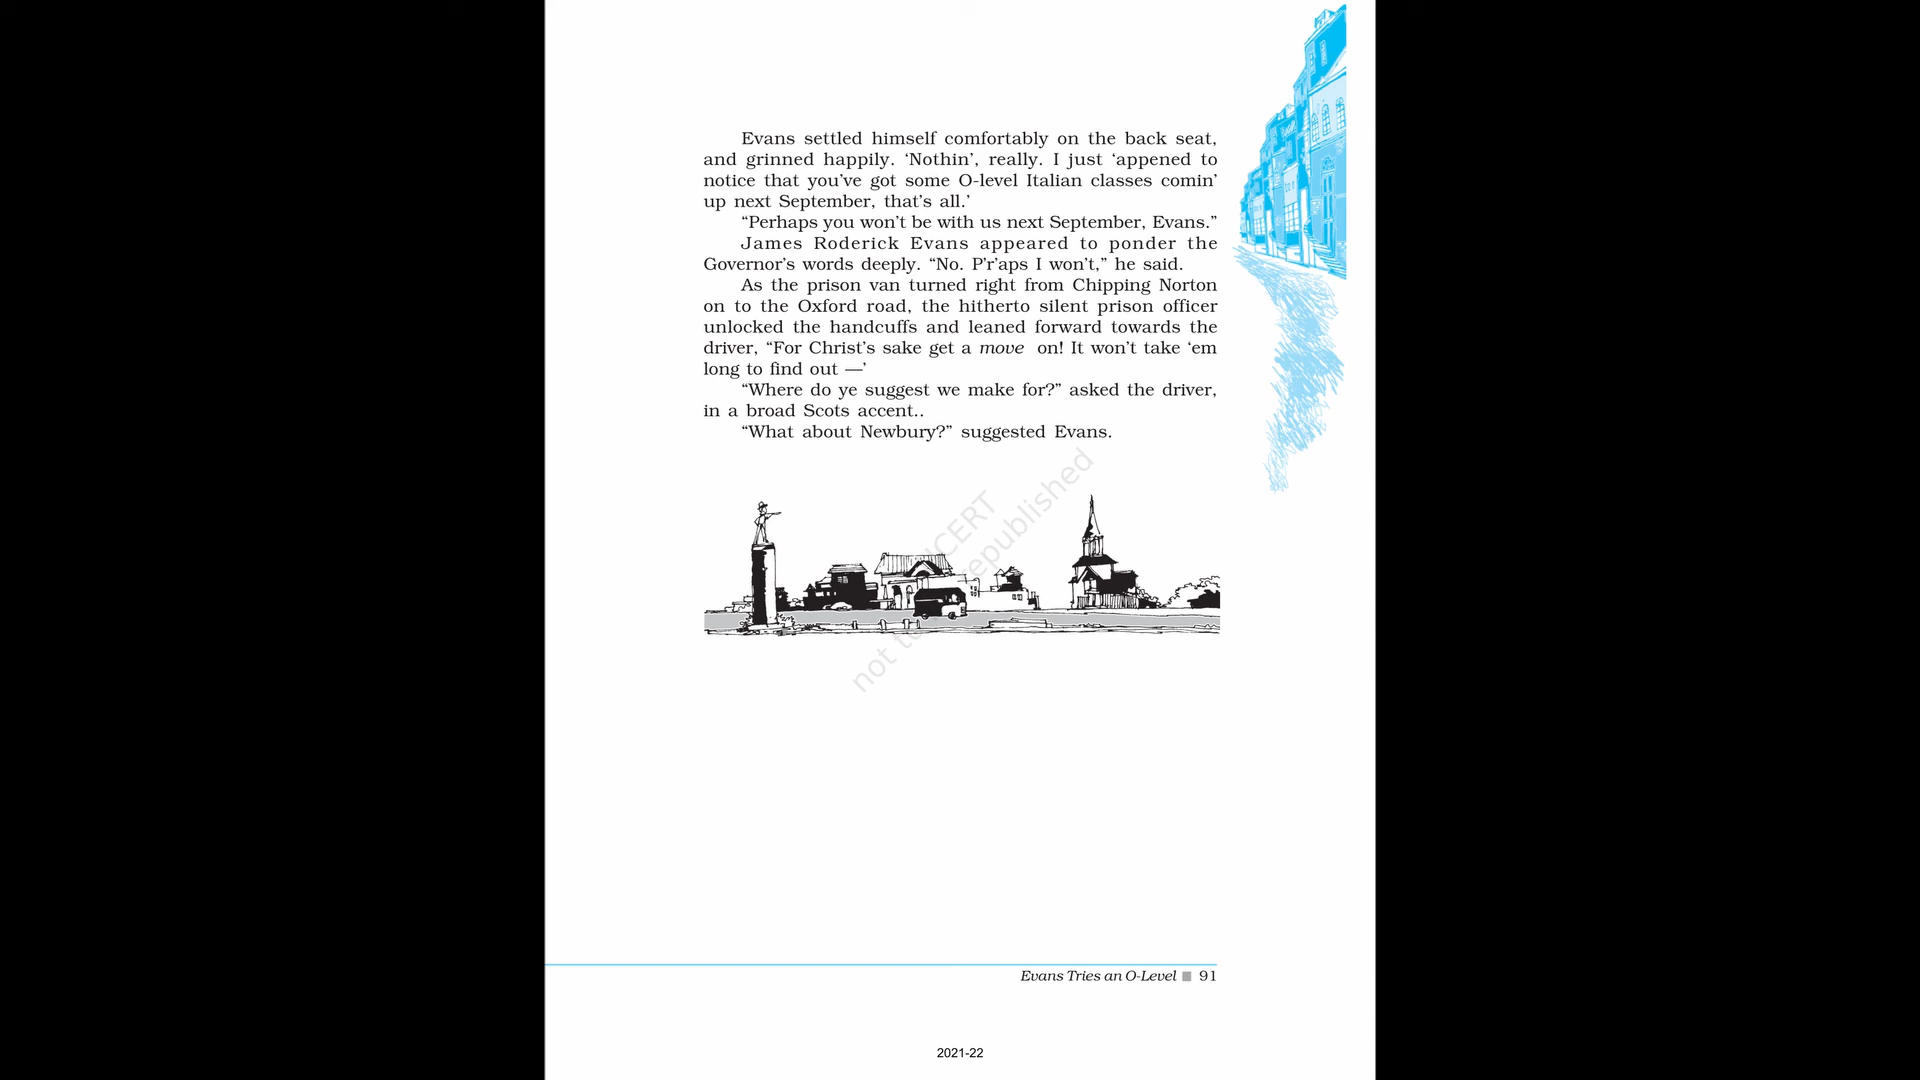 Evans settled himself comfortably on the back seat,
and grinned happily. ‘Nothin’, really. I just ‘appened to
notice that you’ve got some O-level Italian classes comin’
up next September, that’s all.’
“Perhaps you won’t be with us next September, Evans.”
James Roderick Evans appeared to ponder the
Governor’s words deeply. “No. P’r’aps I won’t,” he said.
As the prison van turned right from Chipping Norton
on to the Oxford road, the hitherto silent prison officer
unlocked the handcuffs and leaned forward towards the
driver, “For Christ’s sake get a move on! It won’t take ‘em
long to find out —’
“Where do ye suggest we make for?” asked the driver,
in a broad Scots accent..
“What about Newbury?” suggested Evans.
NCERT
not to republished
Evans Tries an O-Level ■ 91
2021-22